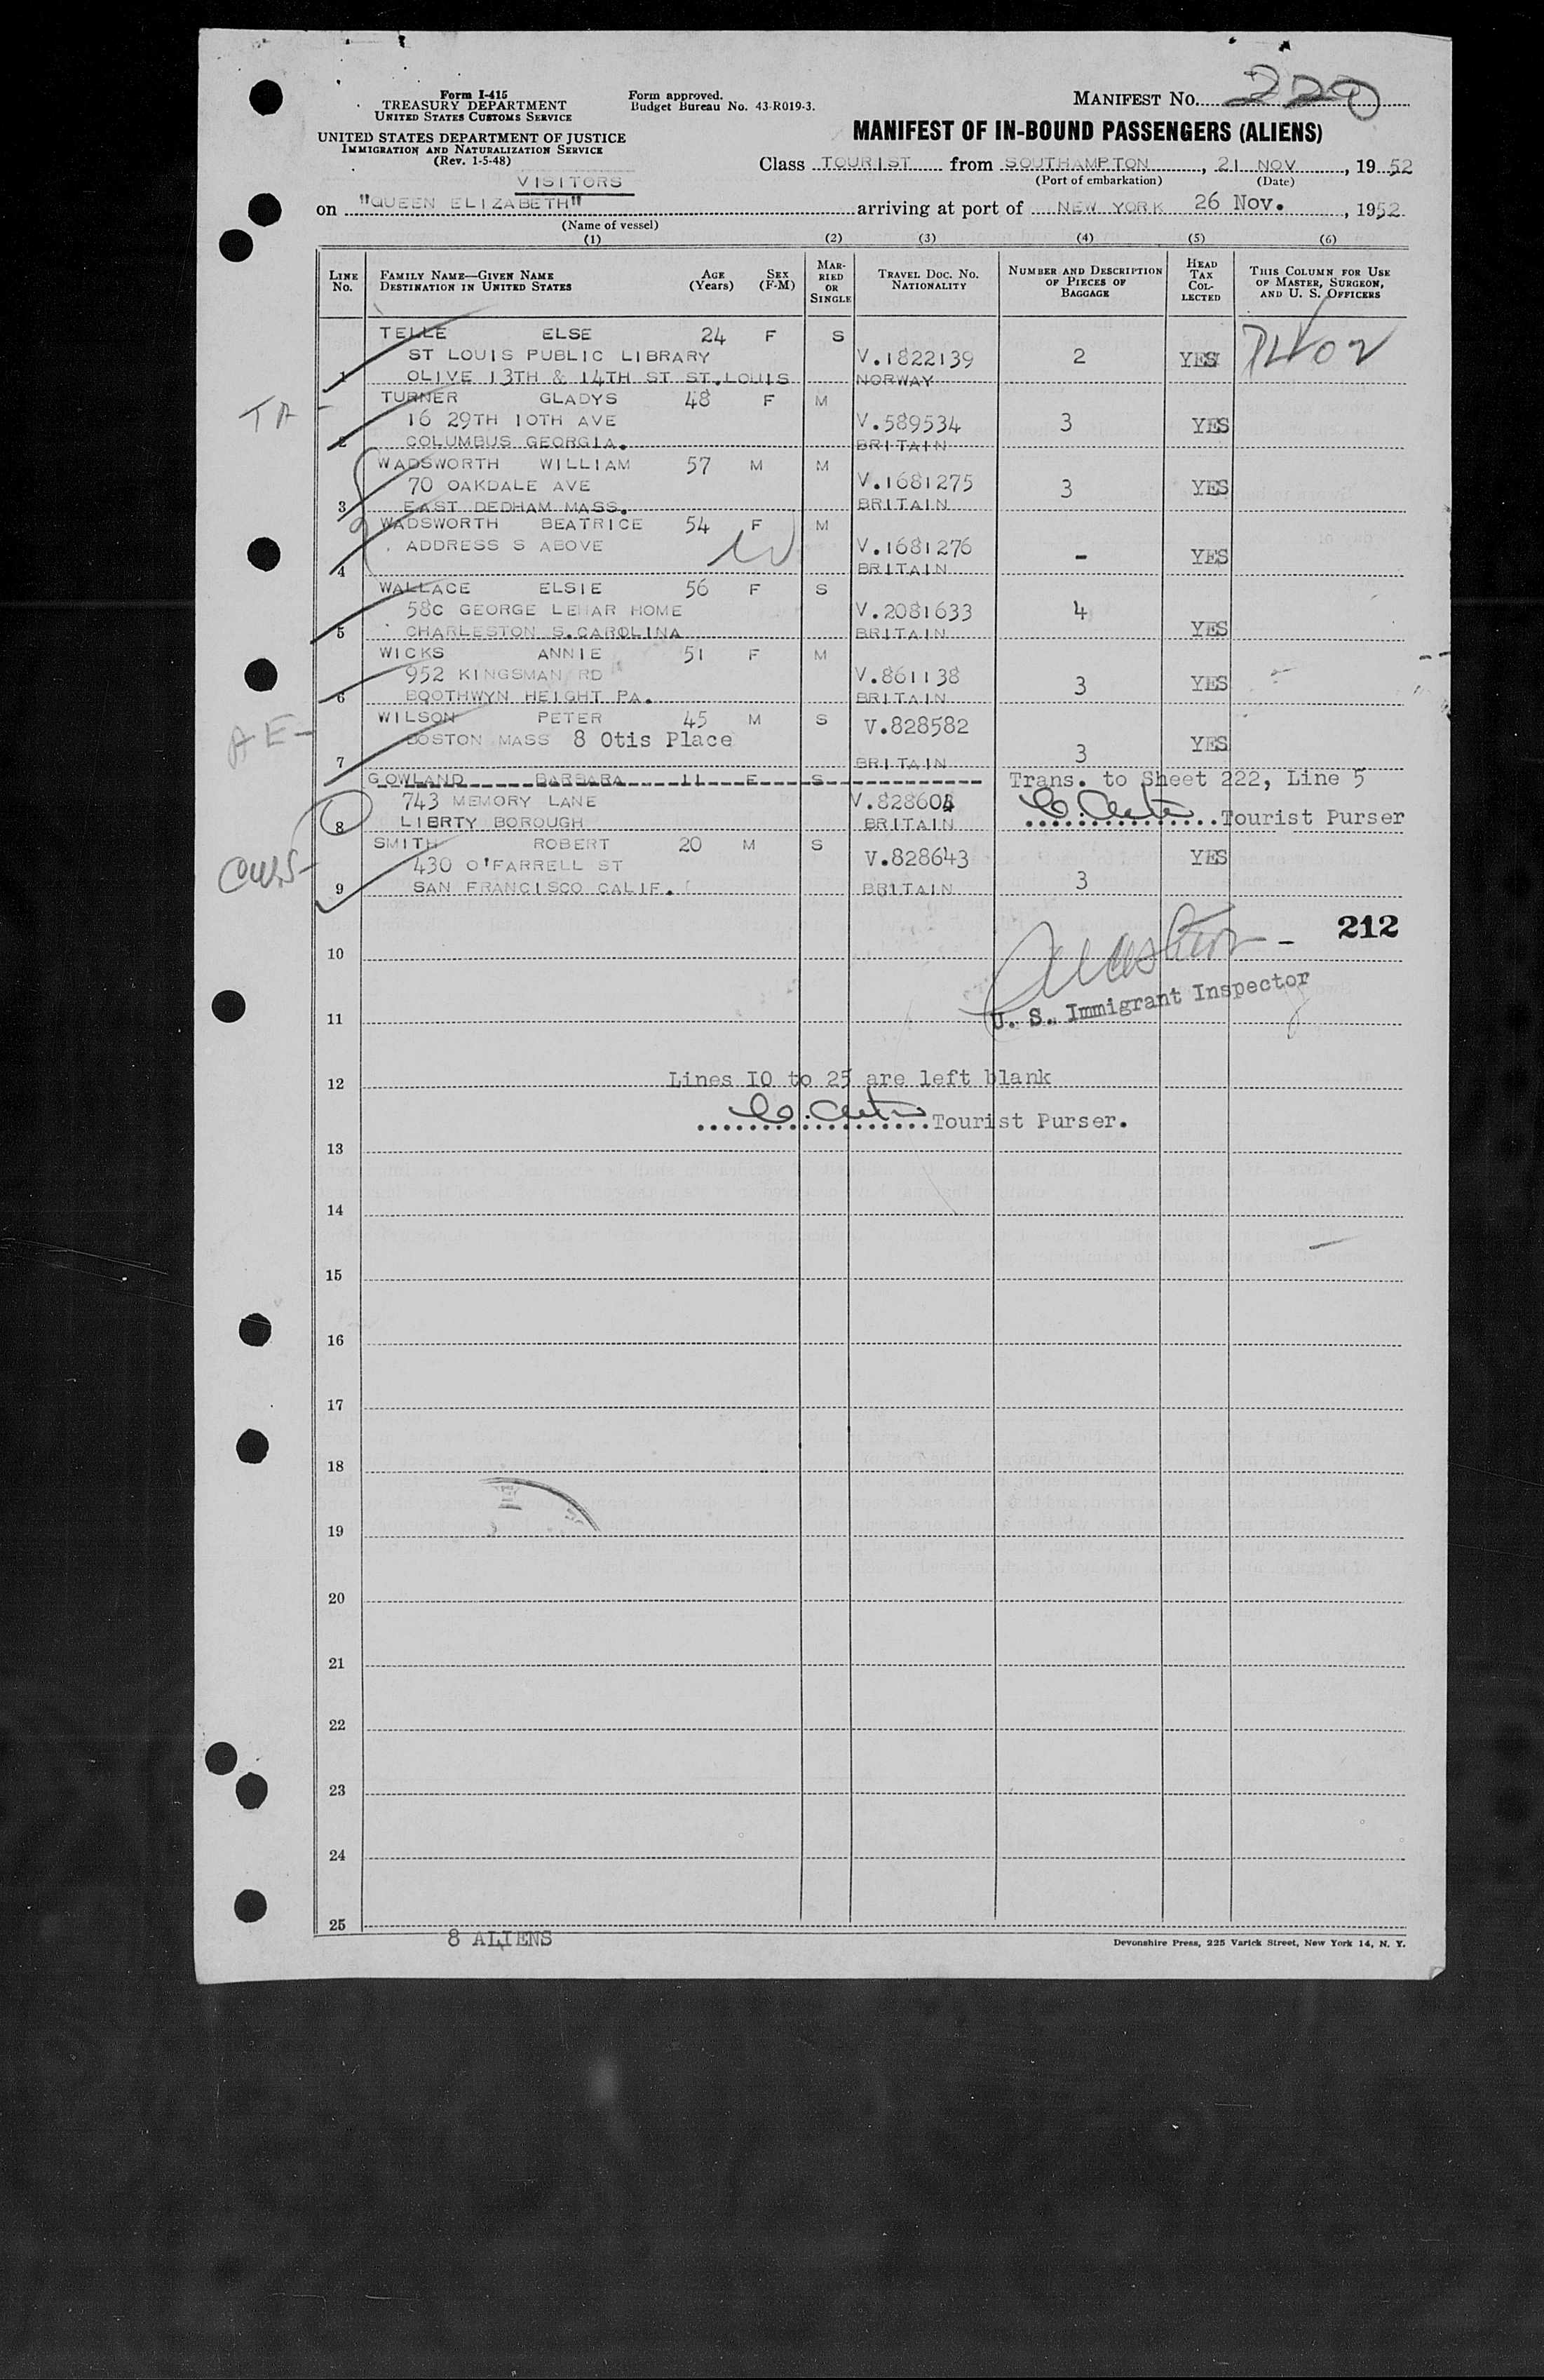 Form I-415
TREASURY DEPARTMENT
UNITED STATES CUSTOMS SERVICE
UNITED STATES DEPARTMENT OF JUSTICE
IMMIGRATION AND NATURALIZATION SERVICE
(Rev. 1-5-48)
Form approved.
Budget Bureau No. 43-R019-3.
MANIFEST NO. 220
MANIFEST OF IN-BOUND PASSENGERS (ALIENS)
Class TOURIST from SOUTHAMPTON, 21 NOV, 1952
(Port of embarkation) (Date)
VISITORS
on "QUEEN ELIZABETH" arriving at port of NEW YORK 26 Nov., 1952
(Name of vessel)
(1) (2) (3) (4) (5) (6)
LINE NO. FAMILY NAME—GIVEN NAME DESTINATION IN UNITED STATES AGE (Years) SEX (F-M) MARRIED OR SINGLE TRAVEL DOC. NO. NATIONALITY NUMBER AND DESCRIPTION OF PIECES OF BAGGAGE HEAD TAX COLLECTED THIS COLUMN FOR USE OF MASTER, SURGEON, AND U. S. OFFICERS
TELLE ELSE 24 F S
ST LOUIS PUBLIC LIBRARY V.1822139 2 YES
1 OLIVE 13TH & 14TH ST ST.LOUIS NORWAY
TA - TURNER GLADYS 48 F M
16 29TH 10TH AVE V.589534 3 YES
2 COLUMBUS GEORGIA. BRITAIN
WADSWORTH WILLIAM 57 M M
70 OAKDALE AVE V.1681275 3 YES
3 EAST DEDHAM MASS. BRITAIN
WADSWORTH BEATRICE 54 F M
ADDRESS S ABOVE V.1681276 - YES
4 BRITAIN
WALLACE ELSIE 56 F S
58C GEORGE LEHAR HOME V.2081633 4
5 CHARLESTON S.CAROLINA BRITAIN YES
WICKS ANNIE 51 F M
952 KINGSMAN RD V.861138 3 YES
6 BOOTHWYN HEIGHT PA. BRITAIN
AE- WILSON PETER 45 M S V.828582
BOSTON MASS 8 Otis Place 3 YES
7 BRITAIN
GOWLAND BARBARA 11 F S Trans. to Sheet 222, Line 5
743 MEMORY LANE V.828604
8 LIBRTY BOROUGH BRITAIN Tourist Purser
SMITH ROBERT 20 M S
430 O'FARRELL ST V.828643 YES
9 SAN FRANCISCO CALIF. BRITAIN 3
212
10
U. S. Immigrant Inspector
11
12 Lines IO to 25 are left blank
Tourist Purser.
13
14
15
16
17
18
19
20
21
22
23
24
25
8 ALIENS
Devonshire Press, 225 Varick Street, New York 14, N. Y.